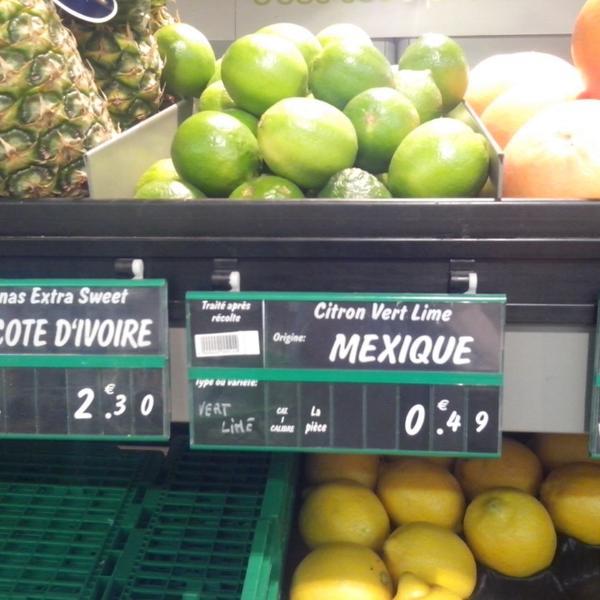 nas Extra Sweet
COTE D'IVOIRE
2€.30
Traité après
récolte
Citron Vert Lime
Origine:
MEXIQUE
Type ou variété:
VERT
LIME
CAT.
1
CALIBRE
La
pièce
0€.49